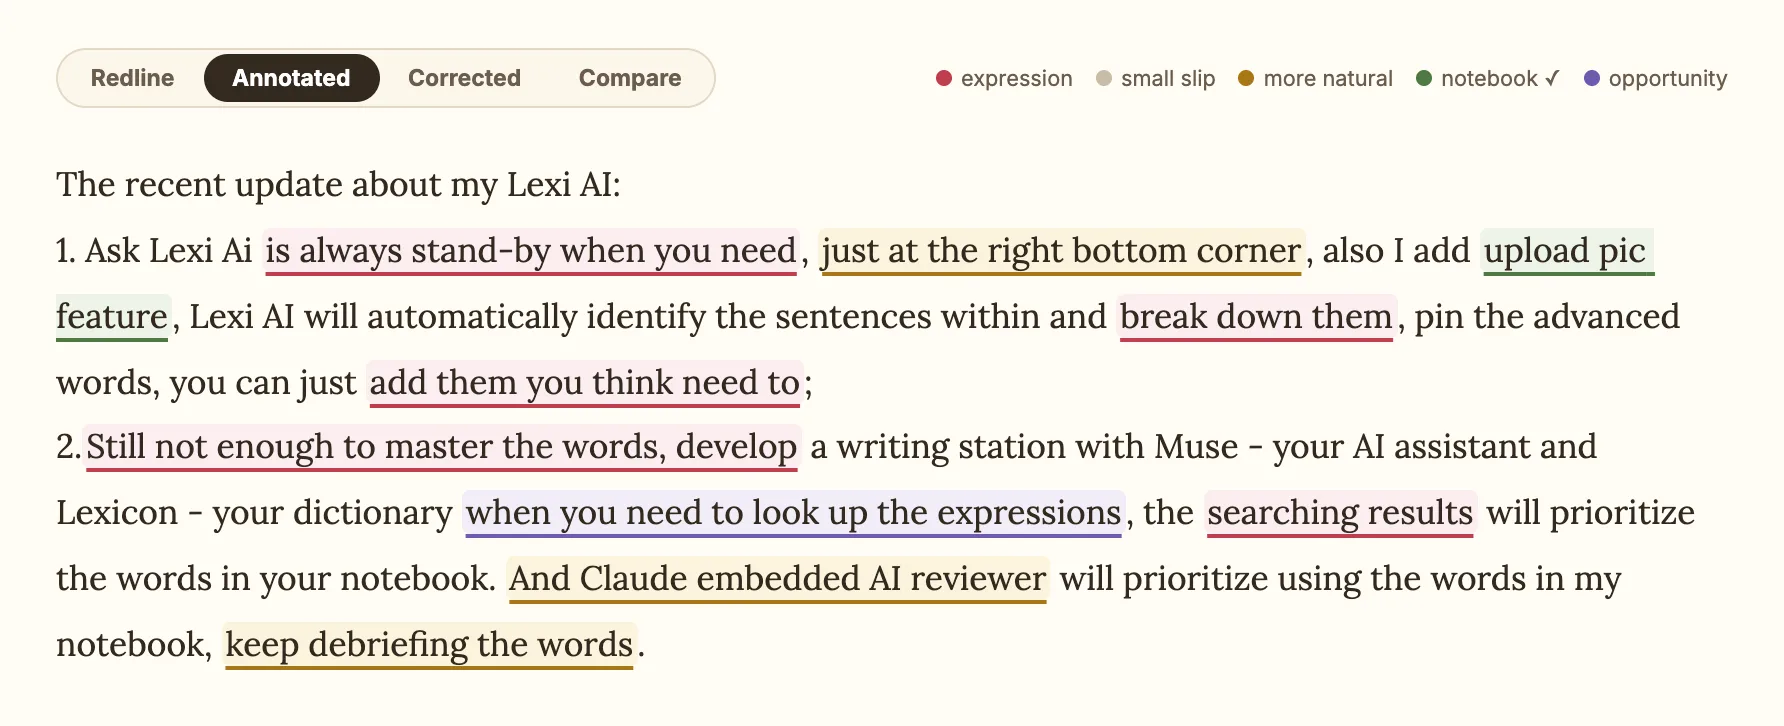 Redline Annotated Corrected Compare expression small slip more natural notebook ✓ opportunity
The recent update about my Lexi AI:
1. Ask Lexi Ai is always stand-by when you need, just at the right bottom corner, also I add upload pic
feature, Lexi AI will automatically identify the sentences within and break down them, pin the advanced
words, you can just add them you think need to;
2.Still not enough to master the words, develop a writing station with Muse - your AI assistant and
Lexicon - your dictionary when you need to look up the expressions, the searching results will prioritize
the words in your notebook. And Claude embedded AI reviewer will prioritize using the words in my
notebook, keep debriefing the words.